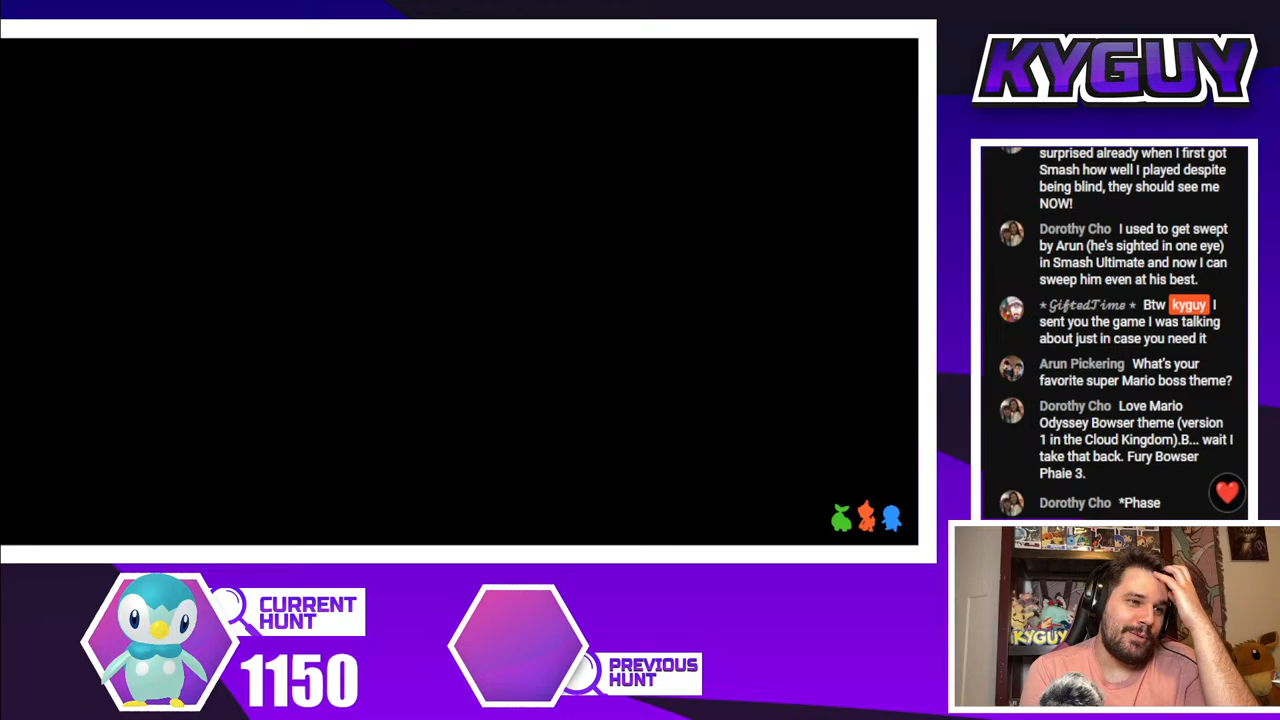 KYGUY
surprised already when I first got
Smash how well I played despite
being blind, they should see me
NOW!
Dorothy Cho I used to get swept
by Arun (he's sighted in one eye)
in Smash Ultimate and now I can
sweep him even at his best.
⋆ 𝓖𝓲𝓯𝓽𝓮𝓭𝓣𝓲𝓶𝓮 ⋆ Btw kyguy I
sent you the game I was talking
about just in case you need it
Arun Pickering What's your
favorite super Mario boss theme?
Dorothy Cho Love Mario
Odyssey Bowser theme (version
1 in the Cloud Kingdom).B... wait I
take that back. Fury Bowser
Phaie 3.
Dorothy Cho *Phase
CURRENT
HUNT
1150
PREVIOUS
HUNT
KYGUY